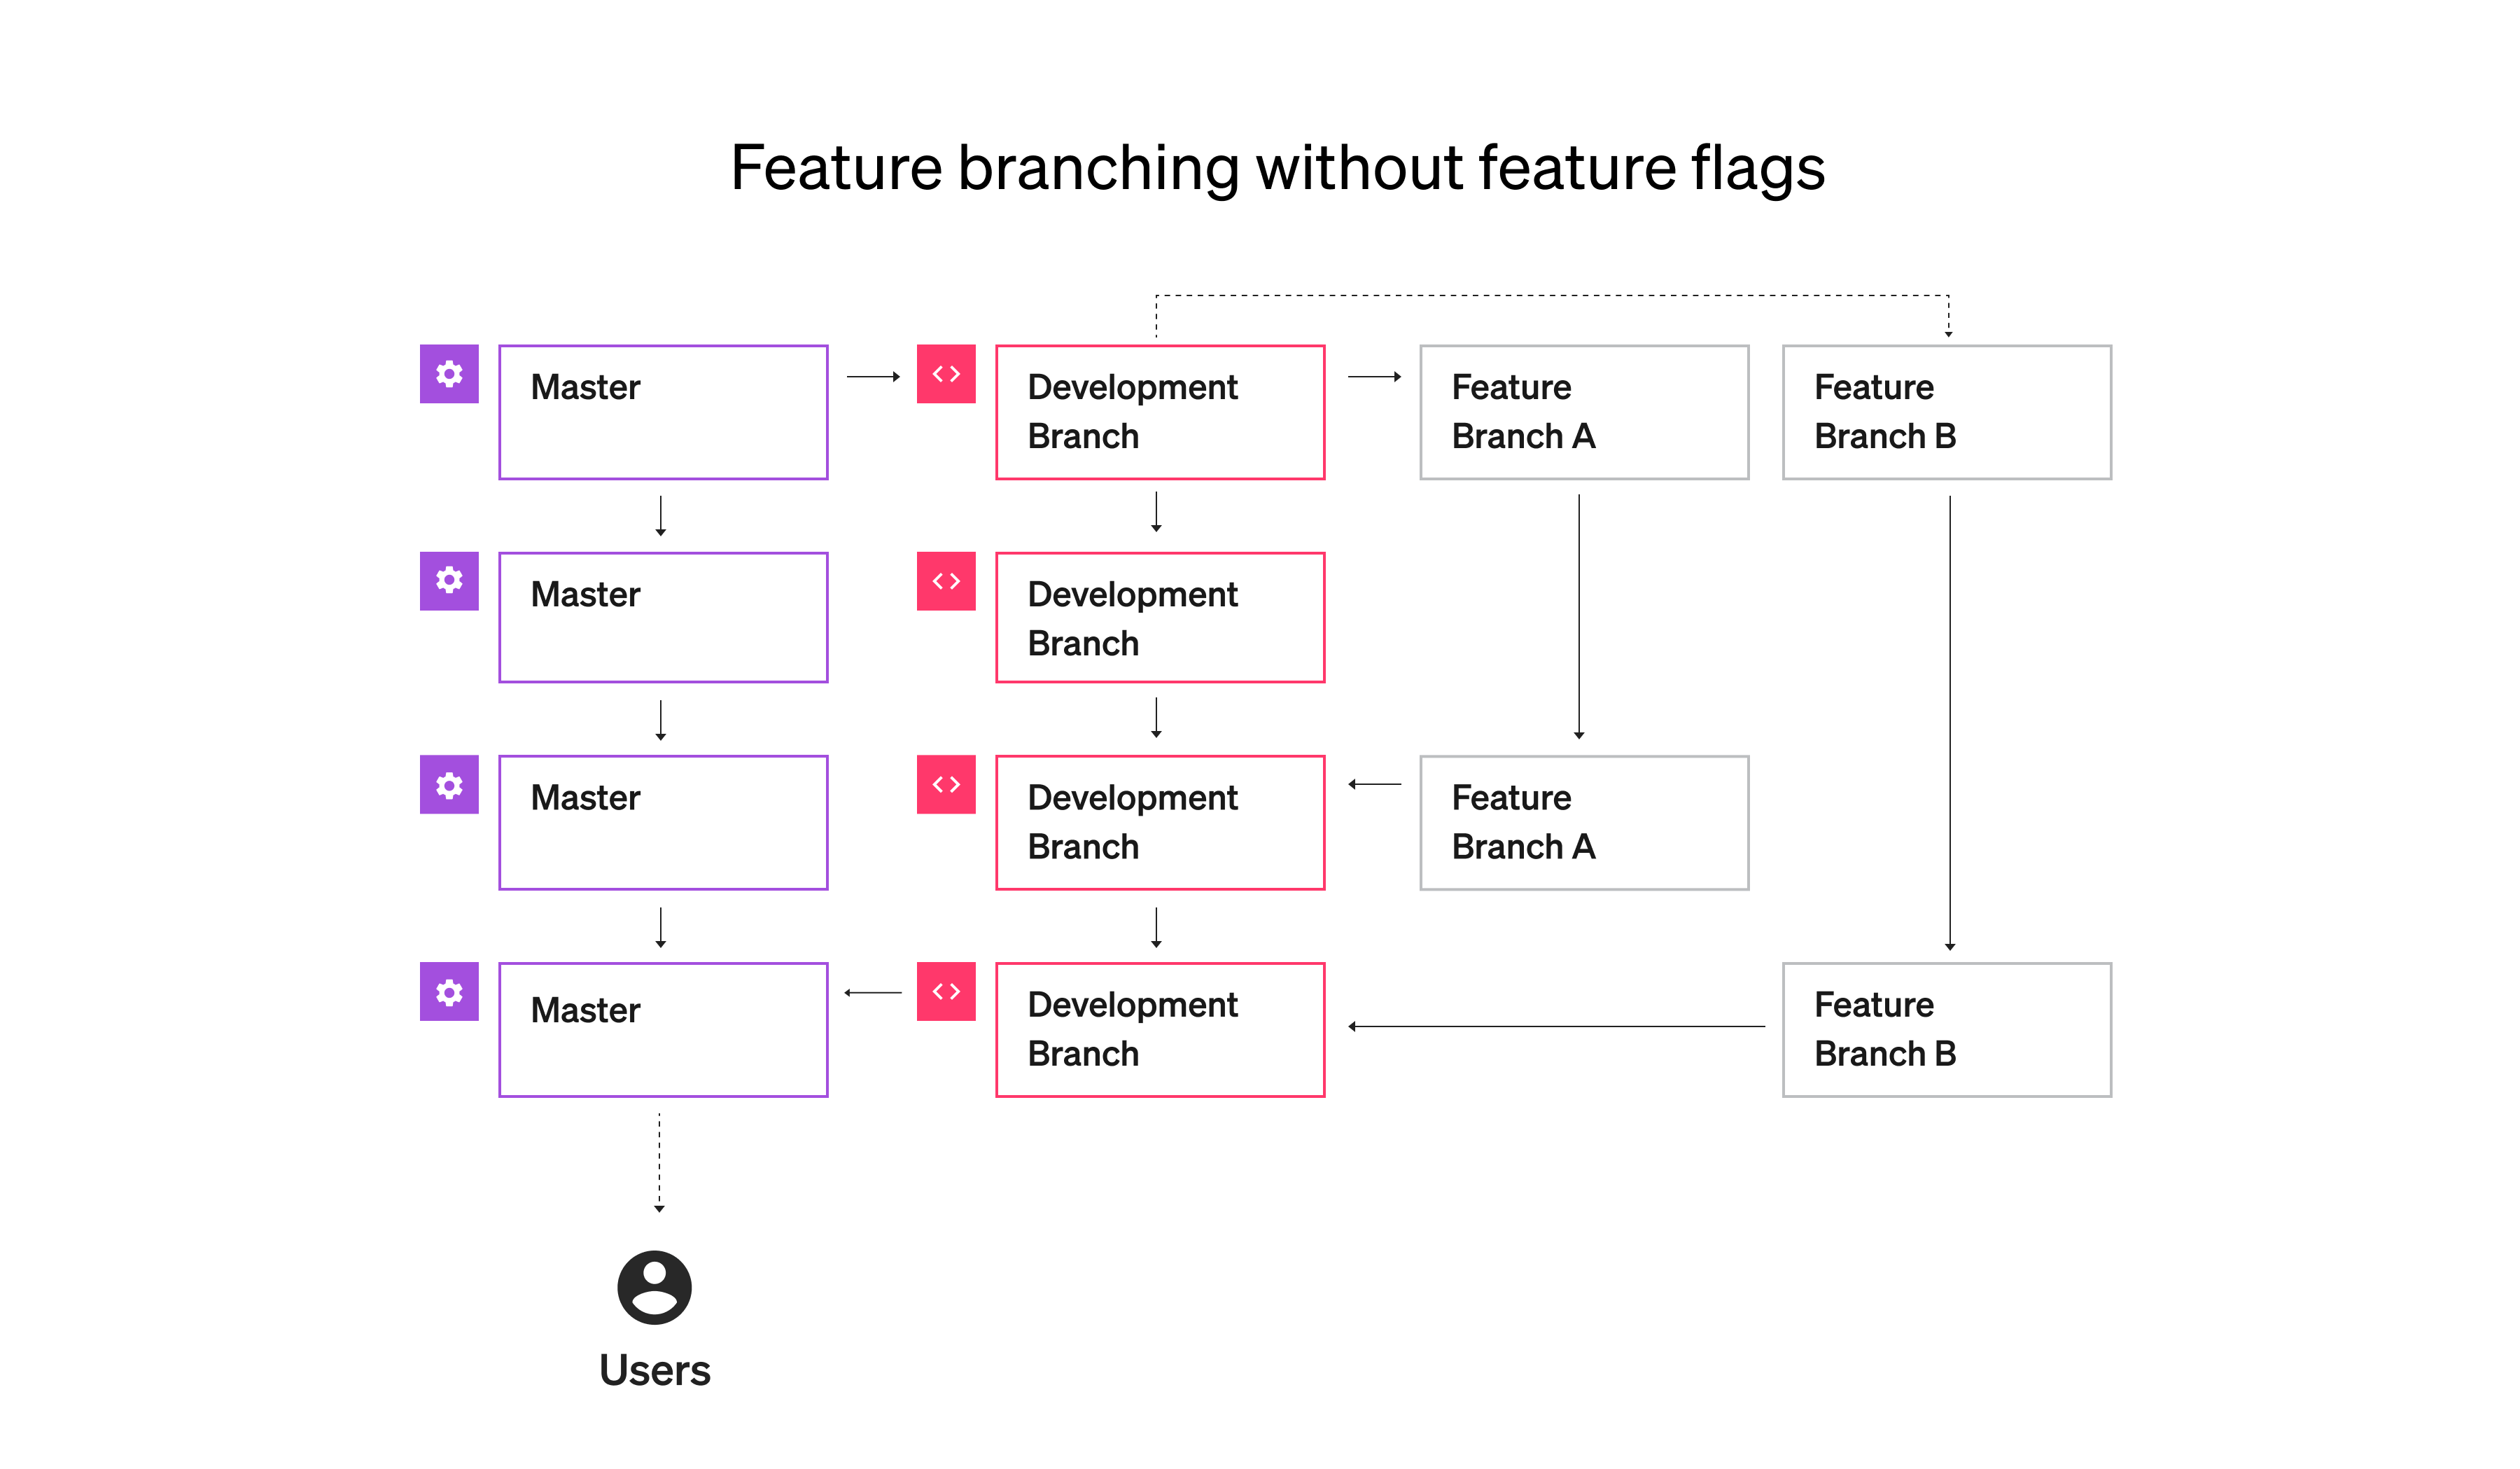 Feature branching without feature flags
Master
Development
Branch
Feature
Branch A
Feature
Branch B
Master
Development
Branch
Master
Development
Branch
Feature
Branch A
Master
Development
Branch
Feature
Branch B
Users